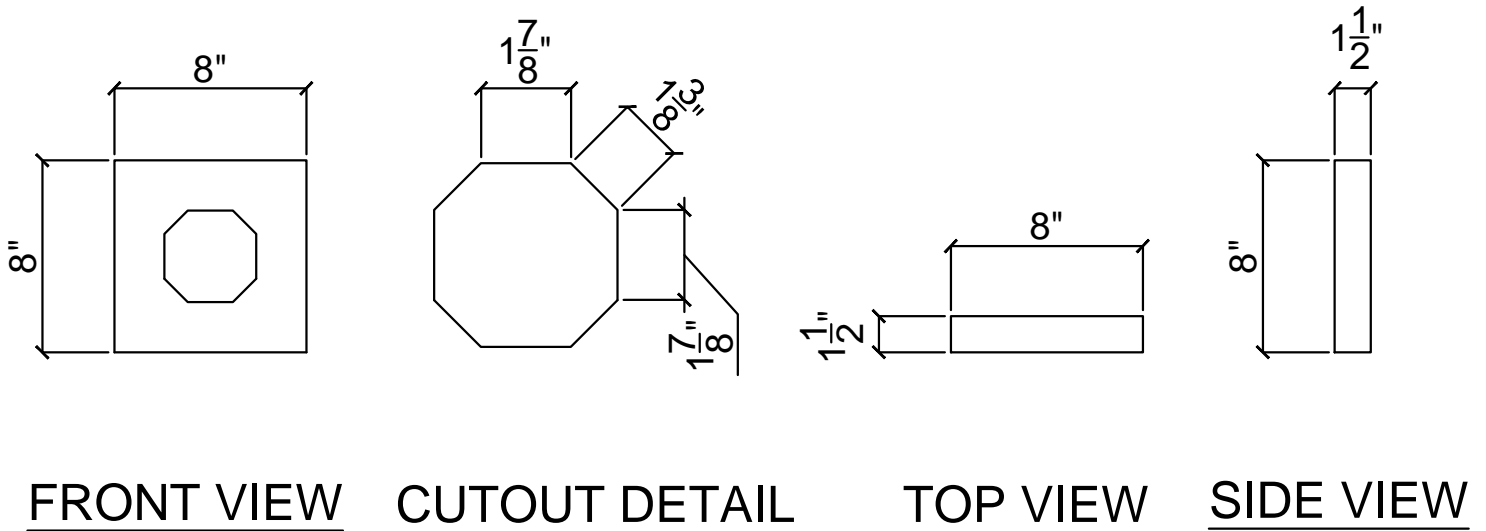 8"
8"
1 7/8"
1 3/8"
1 7/8"
8"
1 1/2"
1 1/2"
8"
FRONT VIEW
CUTOUT DETAIL
TOP VIEW
SIDE VIEW